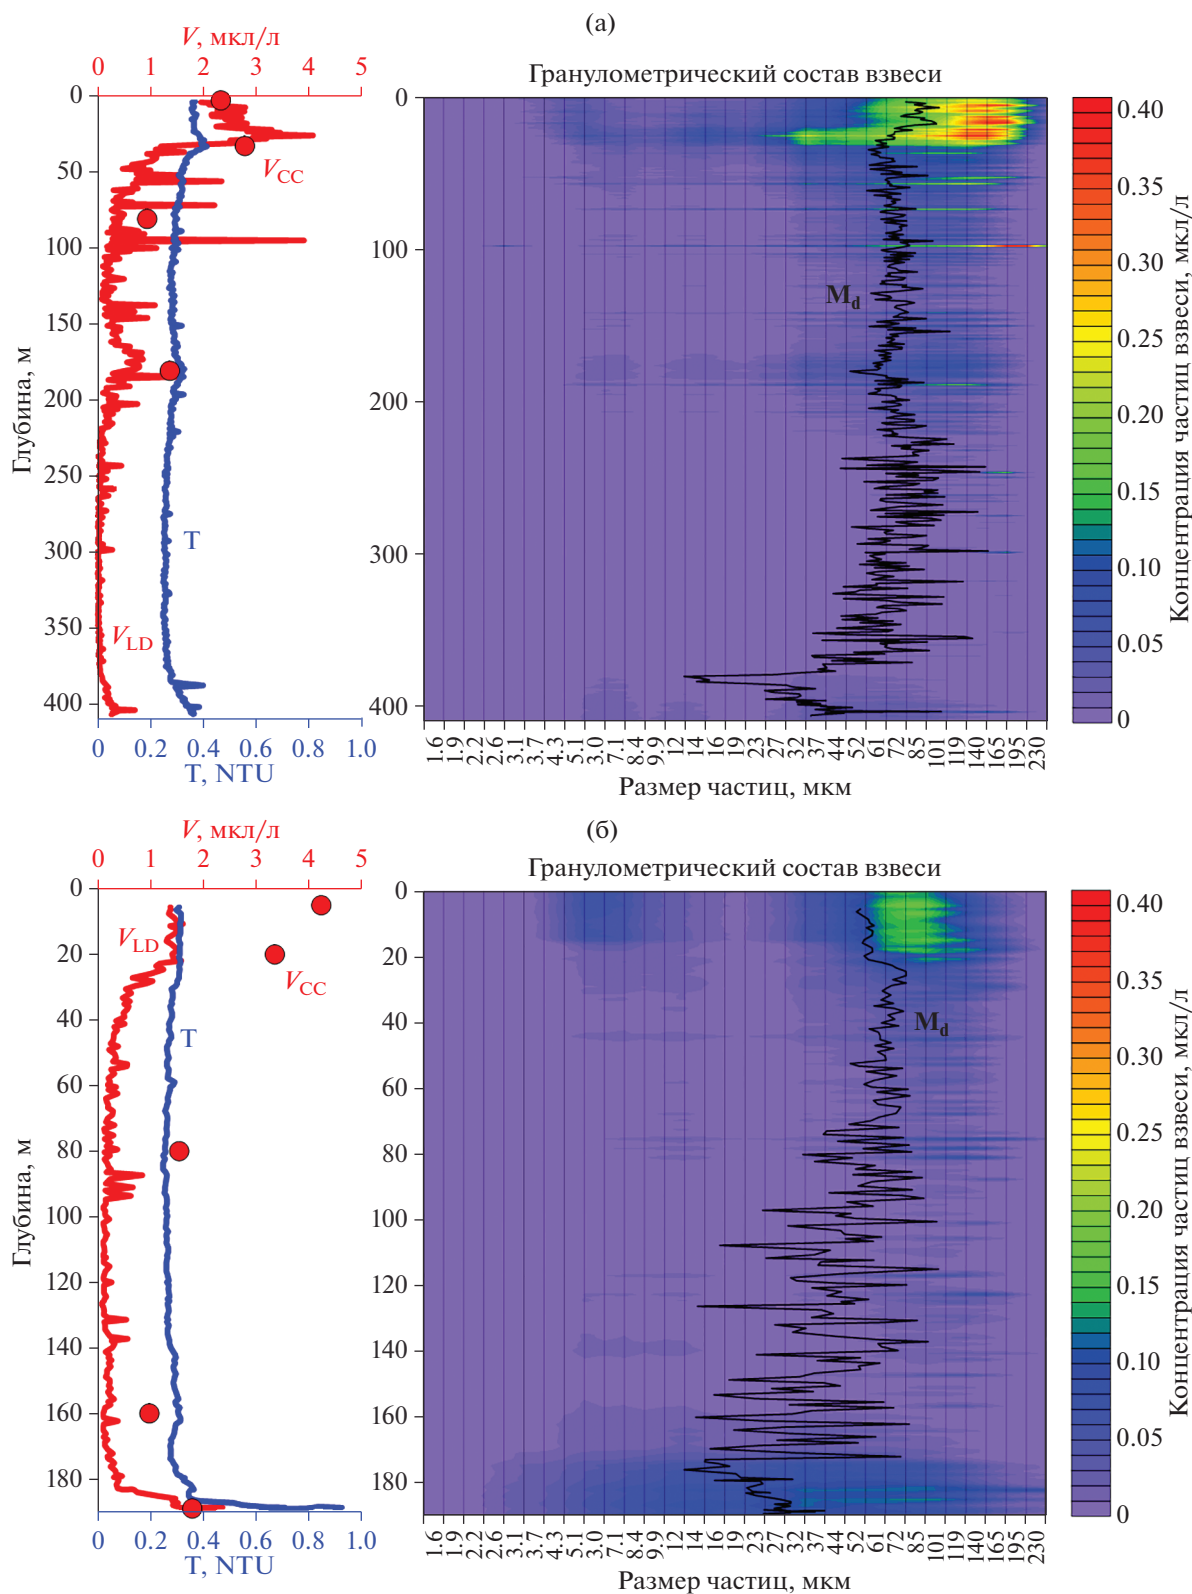 (а)
V, мкл/л
0 1 2 3 4 5
Гранулометрический состав взвеси
0
50
100
150
200
250
300
350
400
Глубина, м
V_CC
T
V_LD
0 0.2 0.4 0.6 0.8 1.0
T, NTU
0
100
200
300
400
M_d
1.6 1.9 2.2 2.6 3.1 3.7 4.3 5.1 3.0 7.1 8.4 9.9 12 14 16 19 23 27 32 37 44 52 61 72 85 101 119 140 165 195 230
Размер частиц, мкм
0.40
0.35
0.30
0.25
0.20
0.15
0.10
0.05
0
Концентрация частиц взвеси, мкл/л
(б)
V, мкл/л
0 1 2 3 4 5
Гранулометрический состав взвеси
0
20
40
60
80
100
120
140
160
180
Глубина, м
V_LD
V_CC
T
0 0.2 0.4 0.6 0.8 1.0
T, NTU
0
20
40
60
80
100
120
140
160
180
M_d
1.6 1.9 2.2 2.6 3.1 3.7 4.3 5.1 3.0 7.1 8.4 9.9 12 14 16 19 23 27 32 37 44 52 61 72 85 101 119 140 165 195 230
Размер частиц, мкм
0.40
0.35
0.30
0.25
0.20
0.15
0.10
0.05
0
Концентрация частиц взвеси, мкл/л